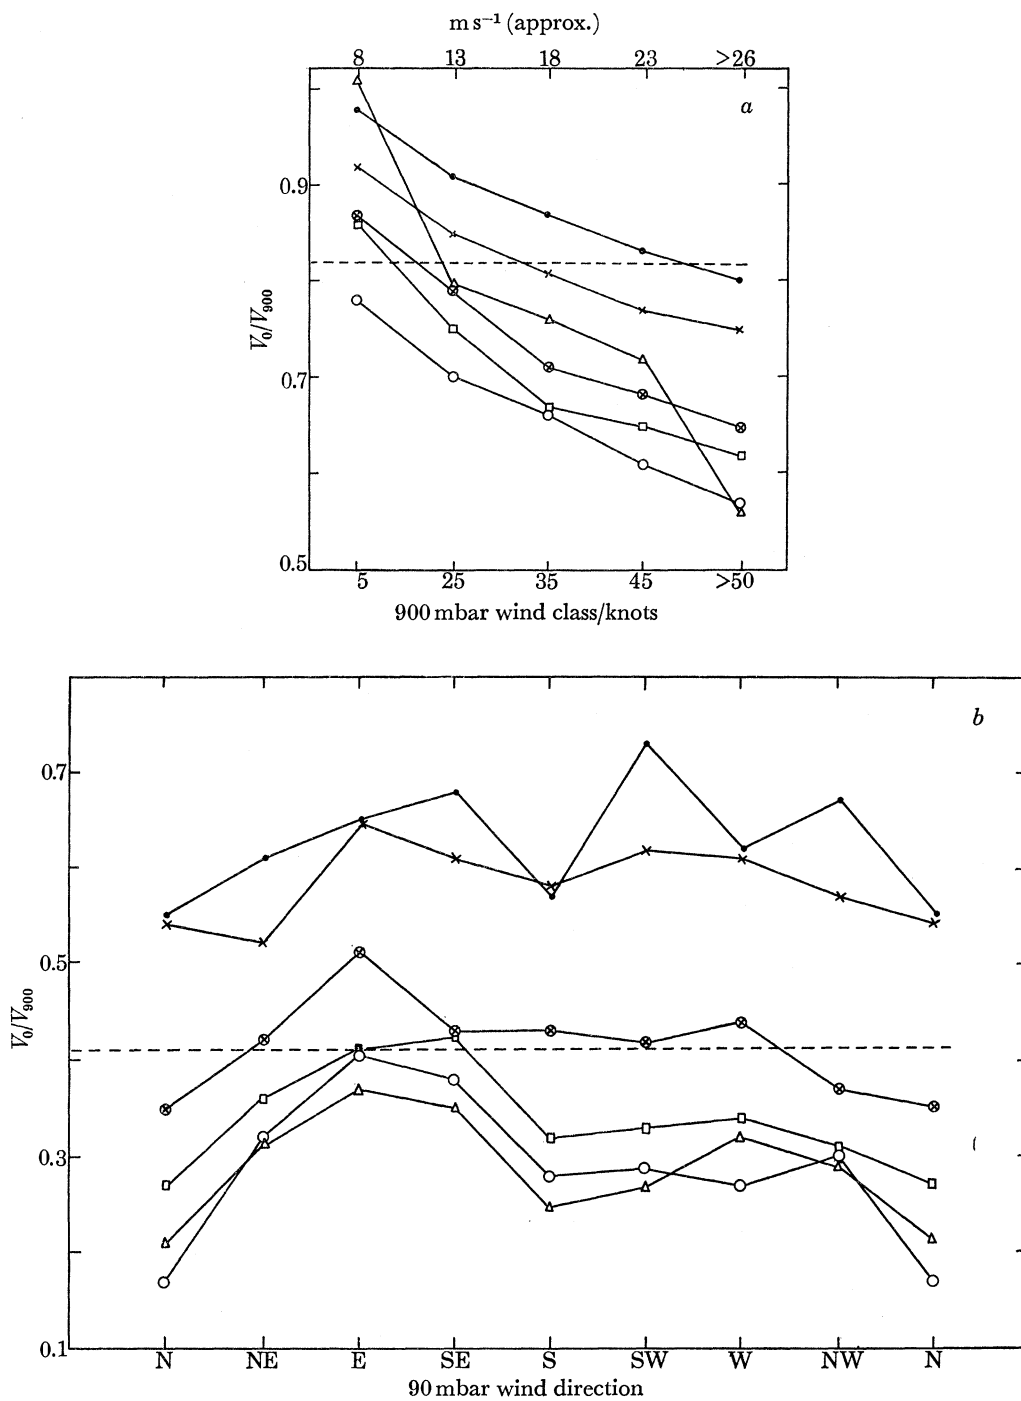 m s⁻¹ (approx.)
8 13 18 23 >26
a
0.9
V₀/V₉₀₀
0.7
0.5
5 25 35 45 >50
900 mbar wind class/knots
b
0.7
0.5
V₀/V₉₀₀
0.3
0.1
N NE E SE S SW W NW N
90 mbar wind direction